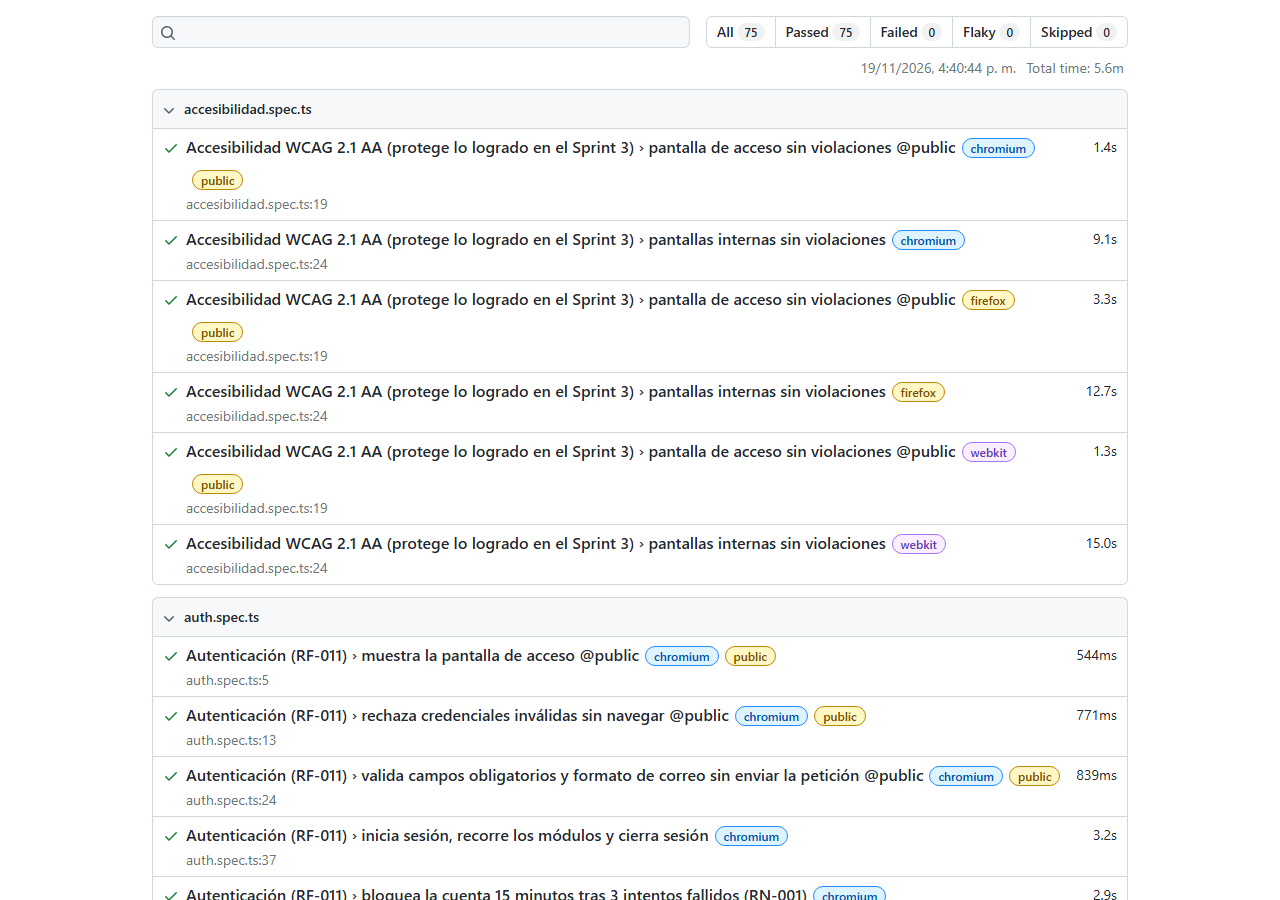 All 75 Passed 75 Failed 0 Flaky 0 Skipped 0
19/11/2026, 4:40:44 p. m. Total time: 5.6m
accesibilidad.spec.ts
Accesibilidad WCAG 2.1 AA (protege lo logrado en el Sprint 3) › pantalla de acceso sin violaciones @public chromium 1.4s
public
accesibilidad.spec.ts:19
Accesibilidad WCAG 2.1 AA (protege lo logrado en el Sprint 3) › pantallas internas sin violaciones chromium 9.1s
accesibilidad.spec.ts:24
Accesibilidad WCAG 2.1 AA (protege lo logrado en el Sprint 3) › pantalla de acceso sin violaciones @public firefox 3.3s
public
accesibilidad.spec.ts:19
Accesibilidad WCAG 2.1 AA (protege lo logrado en el Sprint 3) › pantallas internas sin violaciones firefox 12.7s
accesibilidad.spec.ts:24
Accesibilidad WCAG 2.1 AA (protege lo logrado en el Sprint 3) › pantalla de acceso sin violaciones @public webkit 1.3s
public
accesibilidad.spec.ts:19
Accesibilidad WCAG 2.1 AA (protege lo logrado en el Sprint 3) › pantallas internas sin violaciones webkit 15.0s
accesibilidad.spec.ts:24
auth.spec.ts
Autenticación (RF-011) › muestra la pantalla de acceso @public chromium public 544ms
auth.spec.ts:5
Autenticación (RF-011) › rechaza credenciales inválidas sin navegar @public chromium public 771ms
auth.spec.ts:13
Autenticación (RF-011) › valida campos obligatorios y formato de correo sin enviar la petición @public chromium public 839ms
auth.spec.ts:24
Autenticación (RF-011) › inicia sesión, recorre los módulos y cierra sesión chromium 3.2s
auth.spec.ts:37
Autenticación (RF-011) › bloquea la cuenta 15 minutos tras 3 intentos fallidos (RN-001) chromium 2.9s